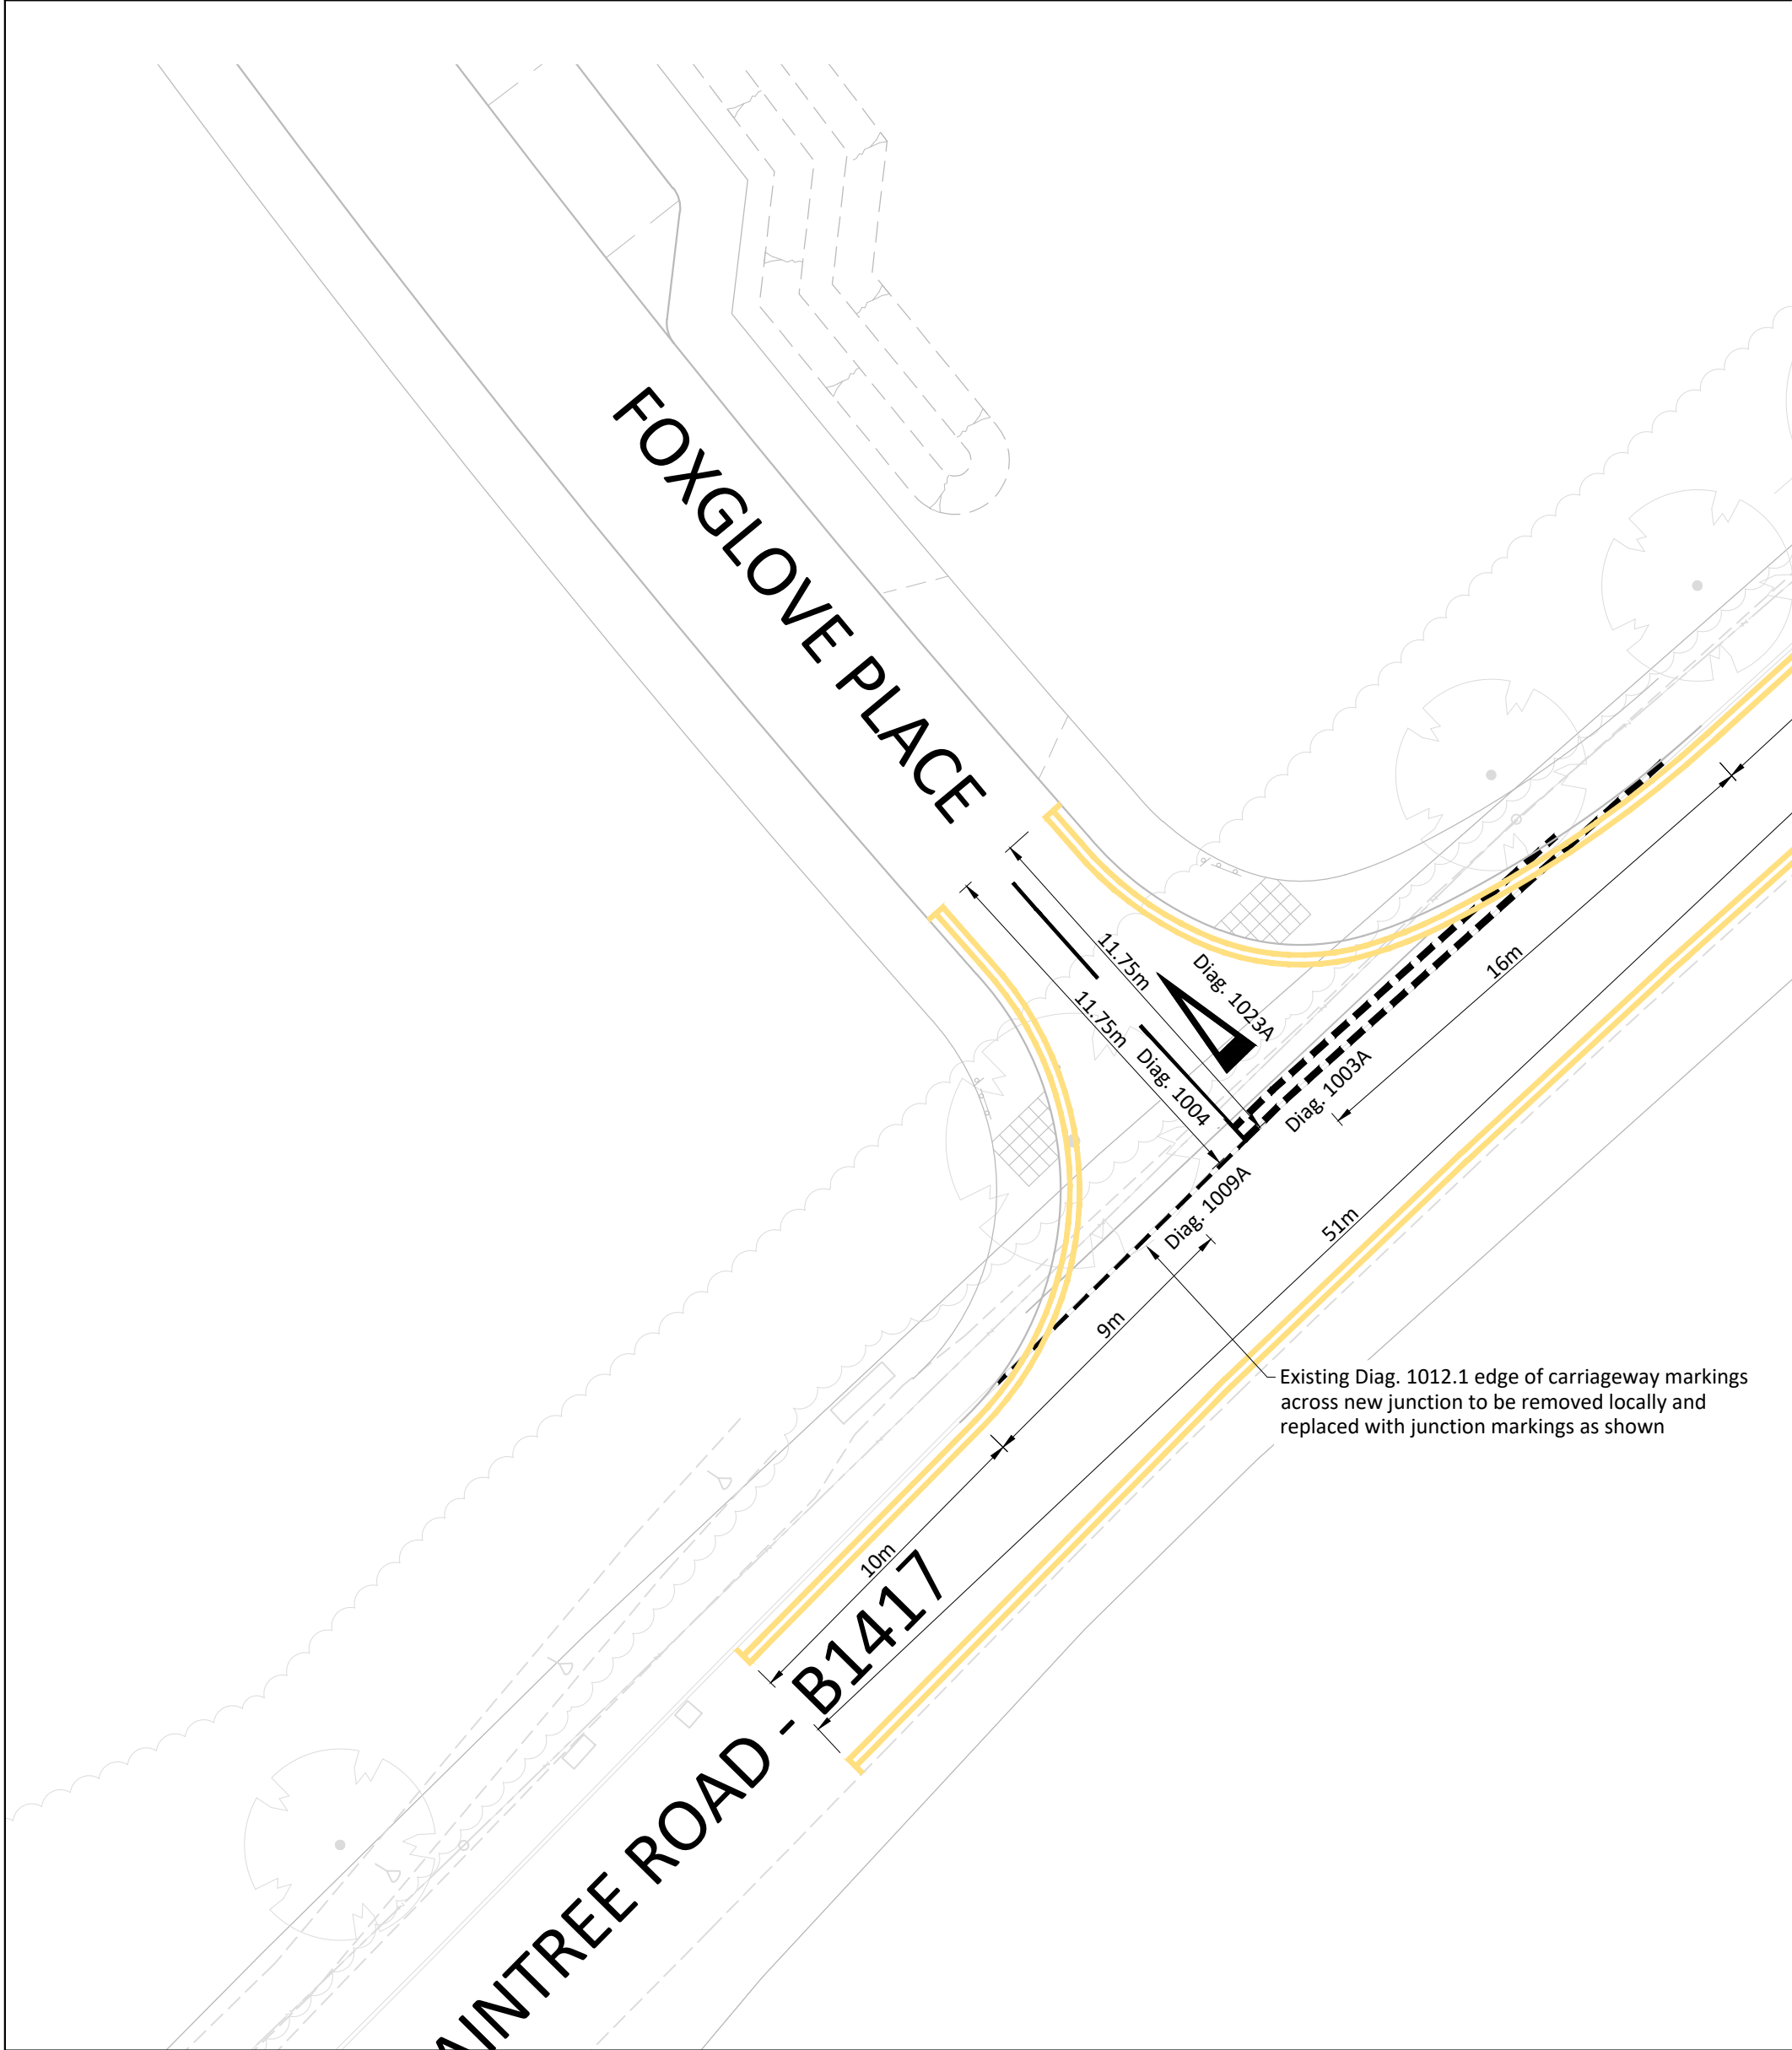 FOXGLOVE PLACE
11.75m
Diag. 1023A
11.75m
Diag. 1004
16m
Diag. 1003A
Diag. 1009A
51m
9m
Existing Diag. 1012.1 edge of carriageway markings
across new junction to be removed locally and
replaced with junction markings as shown
10m
AINTREE ROAD - B1417